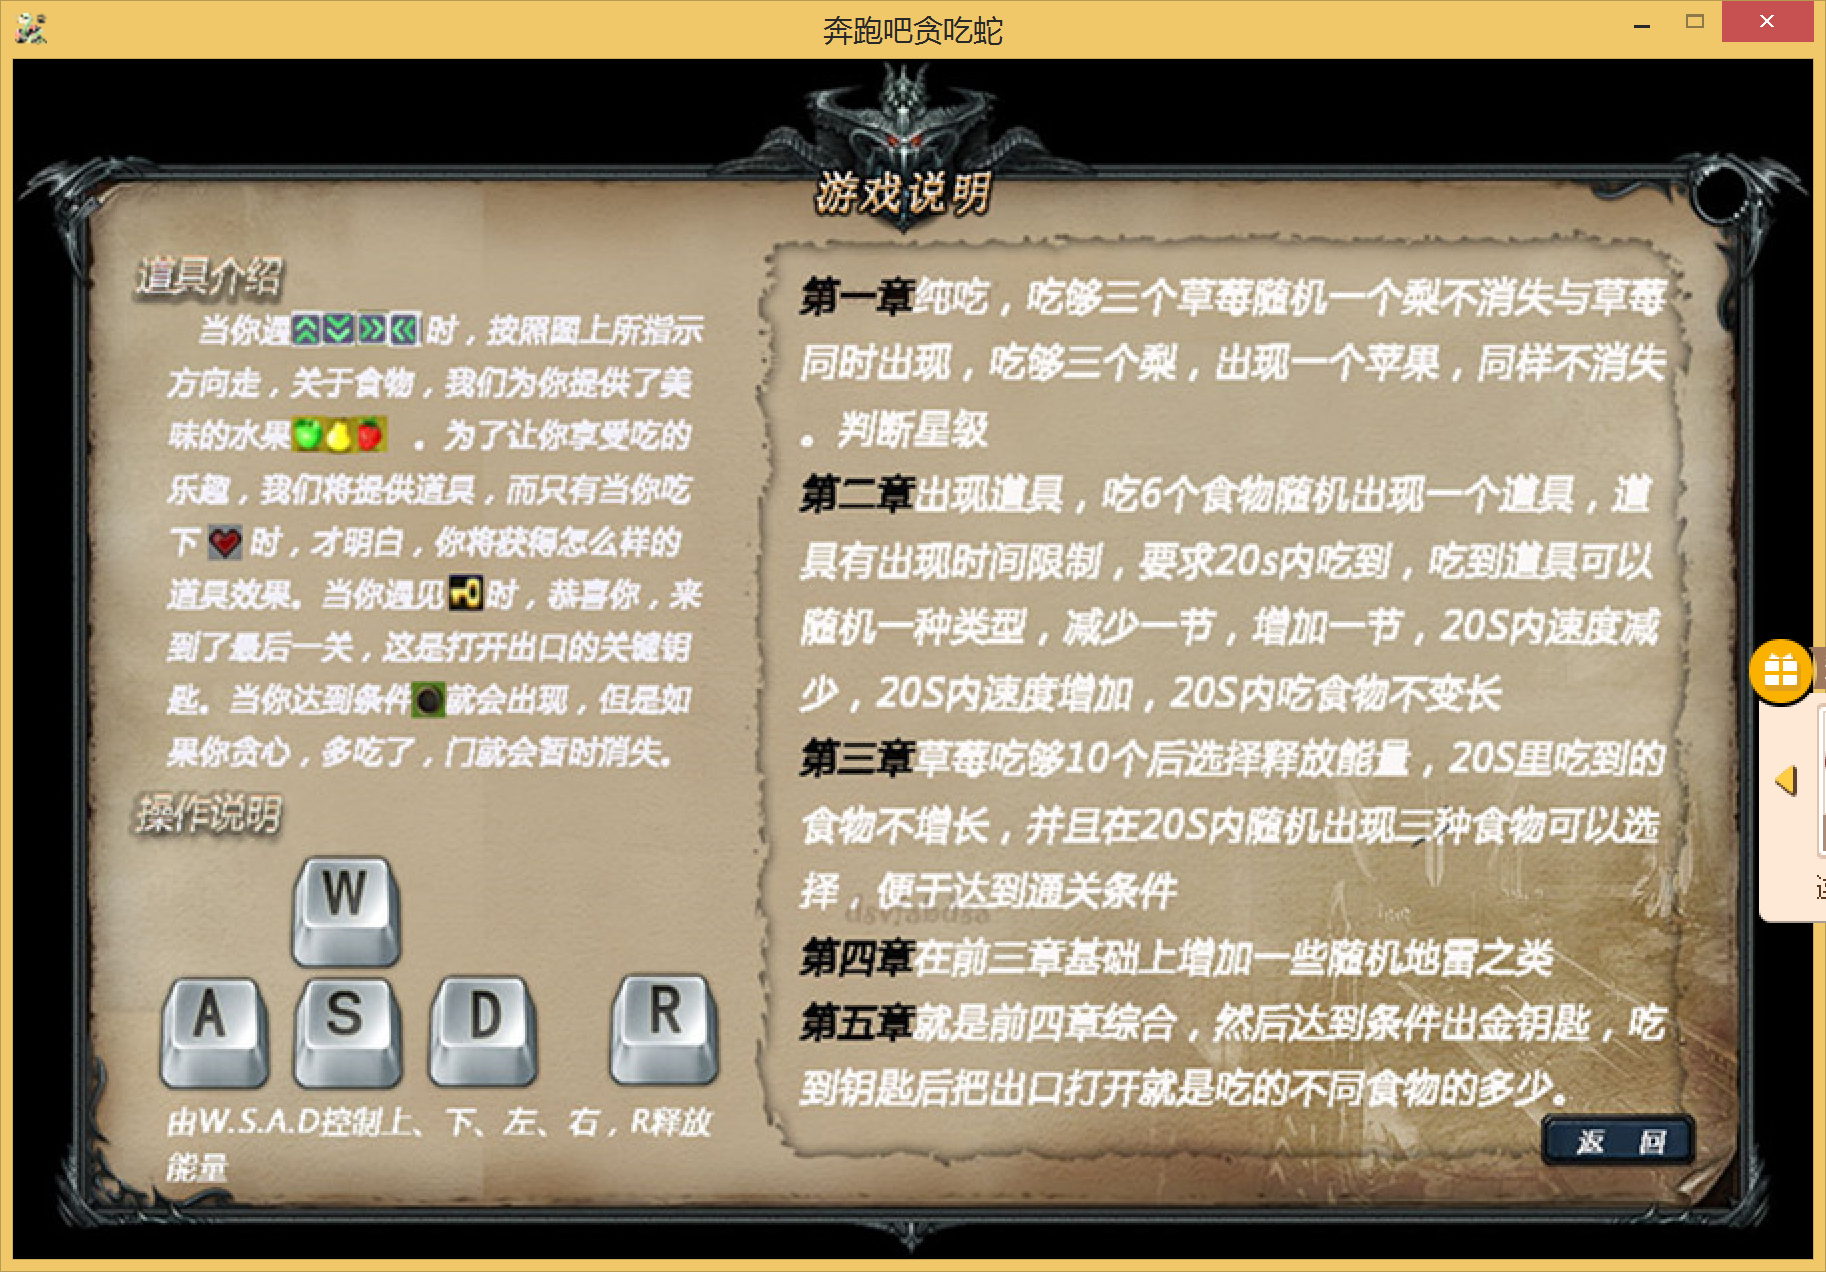 奔跑吧贪吃蛇
游戏说明
道具介绍
当你遇时，按照图上所指示
方向走，关于食物，我们为你提供了美
味的水果。为了让你享受吃的
乐趣，我们将提供道具，而只有当你吃
下时，才明白，你将获得怎么样的
道具效果。当你遇见时，恭喜你，来
到了最后一关，这是打开出口的关键钥
匙。当你达到条件就会出现，但是如
果你贪心，多吃了，门就会暂时消失。
操作说明
W
A S D R
由W.S.A.D控制上、下、左、右，R释放
能量
第一章纯吃，吃够三个草莓随机一个梨不消失与草莓
同时出现，吃够三个梨，出现一个苹果，同样不消失
。判断星级
第二章出现道具，吃6个食物随机出现一个道具，道
具有出现时间限制，要求20s内吃到，吃到道具可以
随机一种类型，减少一节，增加一节，20S内速度减
少，20S内速度增加，20S内吃食物不变长
第三章草莓吃够10个后选择释放能量，20S里吃到的
食物不增长，并且在20S内随机出现三种食物可以选
择，便于达到通关条件
第四章在前三章基础上增加一些随机地雷之类
第五章就是前四章综合，然后达到条件出金钥匙，吃
到钥匙后把出口打开就是吃的不同食物的多少。
返 回